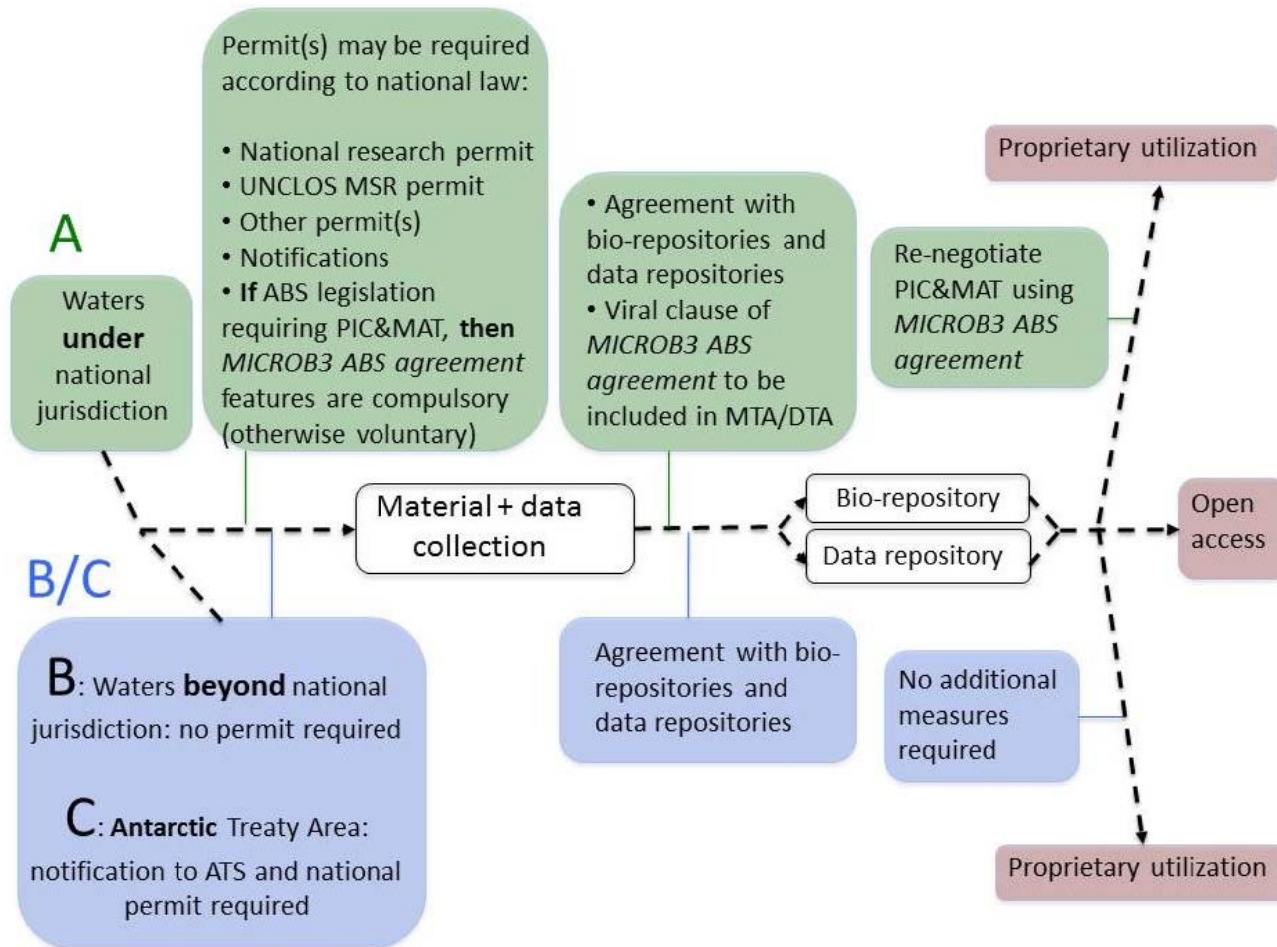 Permit(s) may be required
according to national law:
• National research permit
• UNCLOS MSR permit
• Other permit(s)
• Notifications
• If ABS legislation
requiring PIC&MAT, then
MICROB3 ABS agreement
features are compulsory
(otherwise voluntary)
A
Waters
under
national
jurisdiction
• Agreement with
bio-repositories and
data repositories
• Viral clause of
MICROB3 ABS
agreement to be
included in MTA/DTA
Proprietary utilization
Re-negotiate
PIC&MAT using
MICROB3 ABS
agreement
Material + data
collection
Bio-repository
Data repository
Open
access
B/C
B: Waters beyond national
jurisdiction: no permit required
C: Antarctic Treaty Area:
notification to ATS and national
permit required
Agreement with bio-
repositories and
data repositories
No additional
measures
required
Proprietary utilization